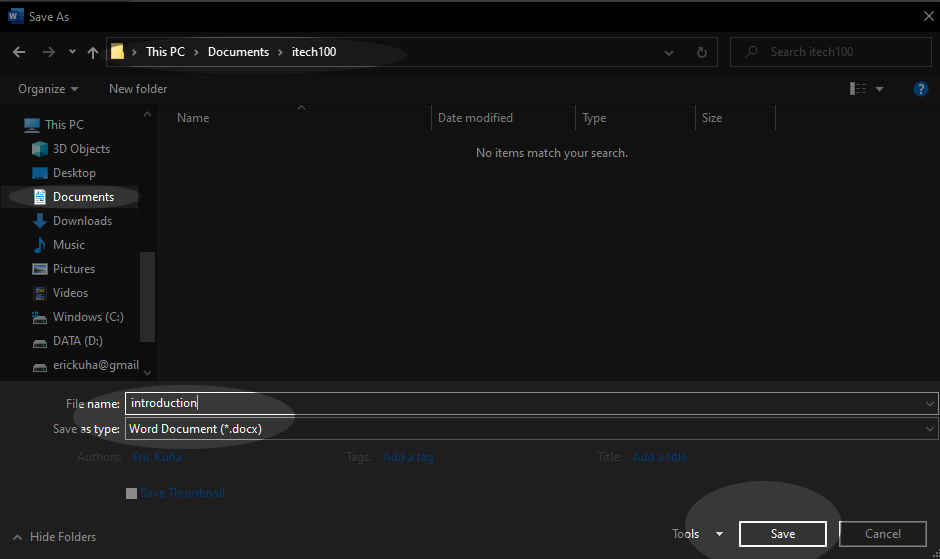 Save As
This PC > Documents > itech100
Search itech100
Organize
New folder
?
Name
Date modified
Type
Size
No items match your search.
This PC
3D Objects
Desktop
Documents
Downloads
Music
Pictures
Videos
Windows (C:)
DATA (D:)
erickuha@gmail
File name: introduction
Save as type: Word Document (*.docx)
Authors: Eric Kuha
Tags: Add a tag
Title: Add a title
Save Thumbnail
Hide Folders
Tools
Save
Cancel